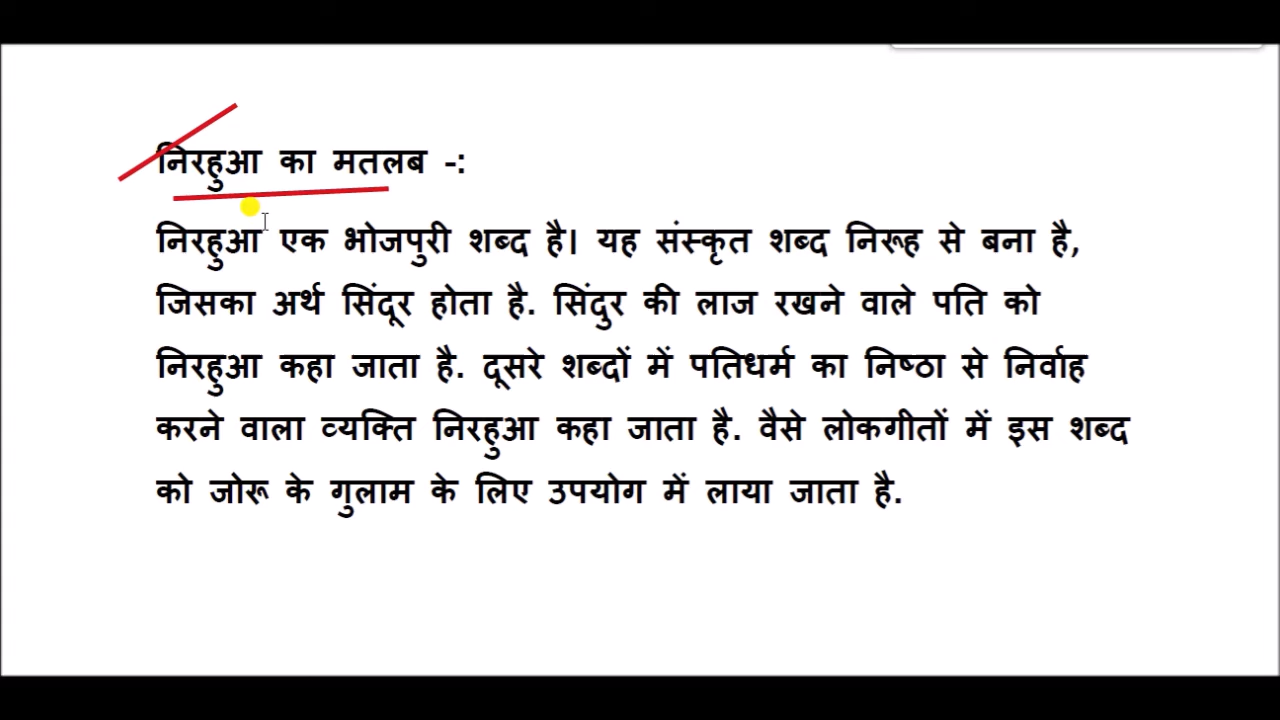 निरहुआ का मतलब -:
निरहुआ एक भोजपुरी शब्द है। यह संस्कृत शब्द निरूह से बना है,
जिसका अर्थ सिंदूर होता है. सिंदुर की लाज रखने वाले पति को
निरहुआ कहा जाता है. दूसरे शब्दों में पतिधर्म का निष्ठा से निर्वाह
करने वाला व्यक्ति निरहुआ कहा जाता है. वैसे लोकगीतों में इस शब्द
को जोरू के गुलाम के लिए उपयोग में लाया जाता है.